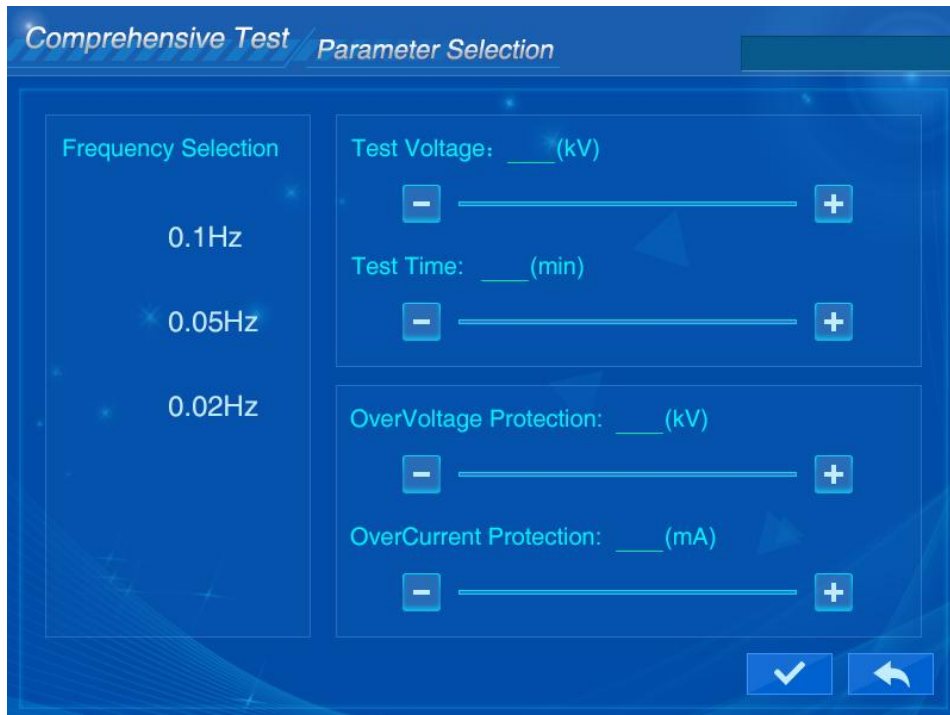 Comprehensive Test
Parameter Selection
Frequency Selection
0.1Hz
0.05Hz
0.02Hz
Test Voltage: ____(kV)
Test Time: ____(min)
OverVoltage Protection: ____(kV)
OverCurrent Protection: ____(mA)